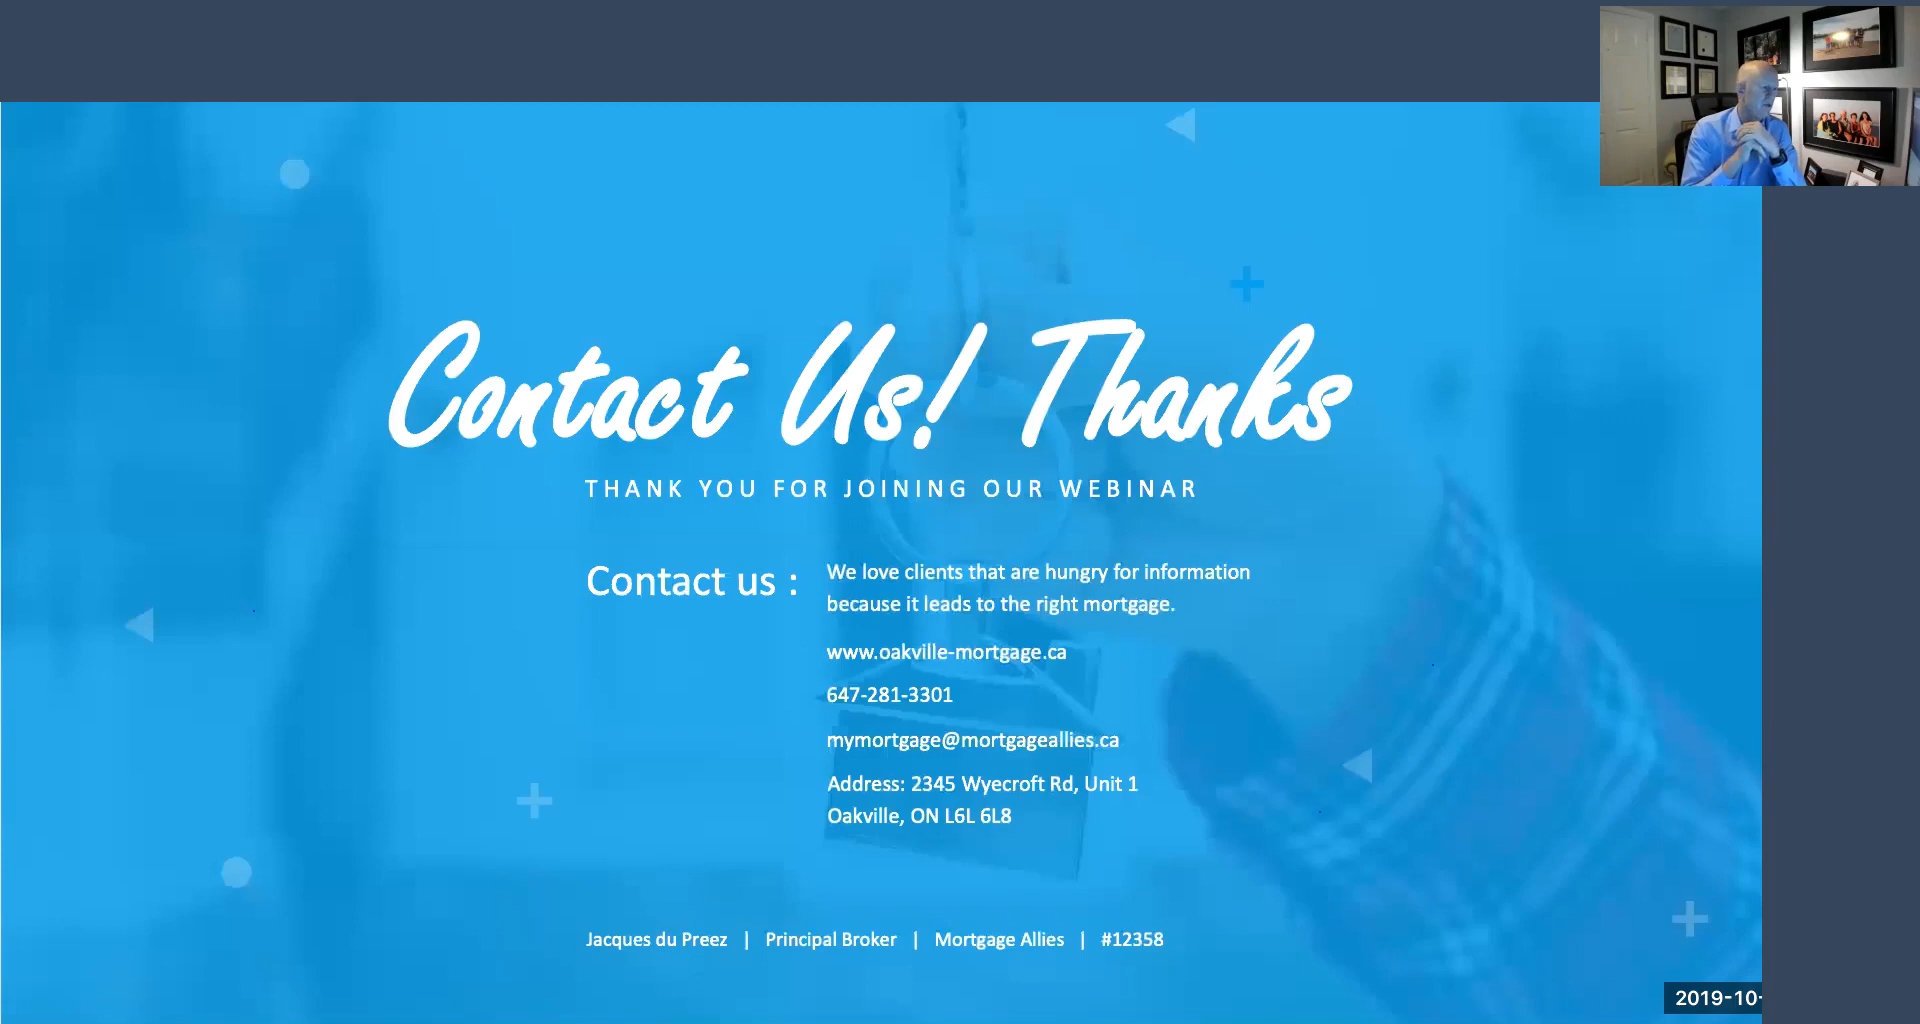 Contact Us! Thanks
THANK YOU FOR JOINING OUR WEBINAR
Contact us :
We love clients that are hungry for information
because it leads to the right mortgage.
www.oakville-mortgage.ca
647-281-3301
mymortgage@mortgageallies.ca
Address: 2345 Wyecroft Rd, Unit 1
Oakville, ON L6L 6L8
Jacques du Preez | Principal Broker | Mortgage Allies | #12358
2019-10-